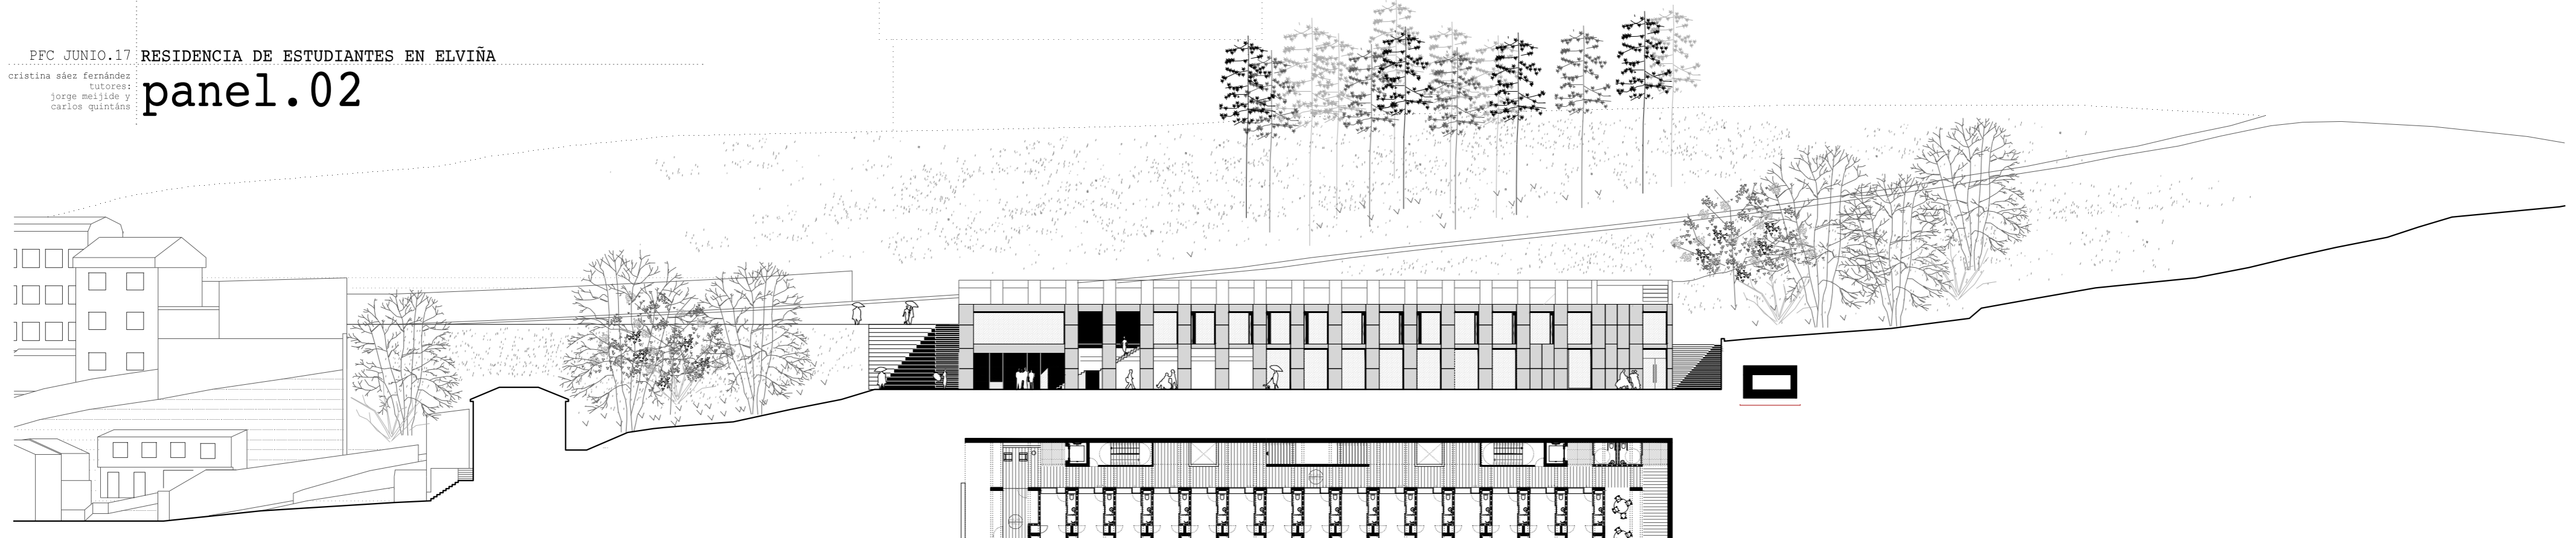 PFC JUNIO.17 RESIDENCIA DE ESTUDIANTES EN ELVIÑA
cristina sáez fernández
tutores:
jorge meijide y
carlos quintáns
panel.02